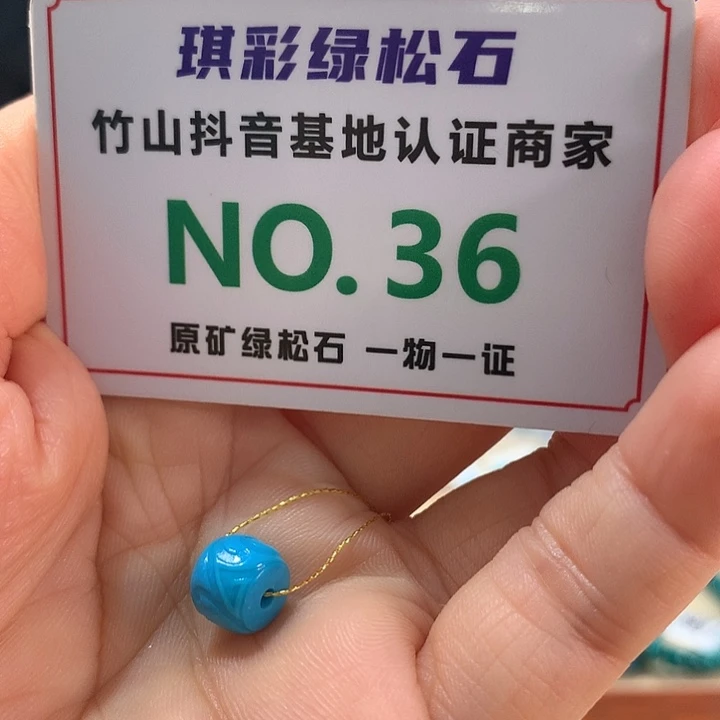 琪彩绿松石
竹山抖音基地认证商家
NO. 36
原矿绿松石 一物一证